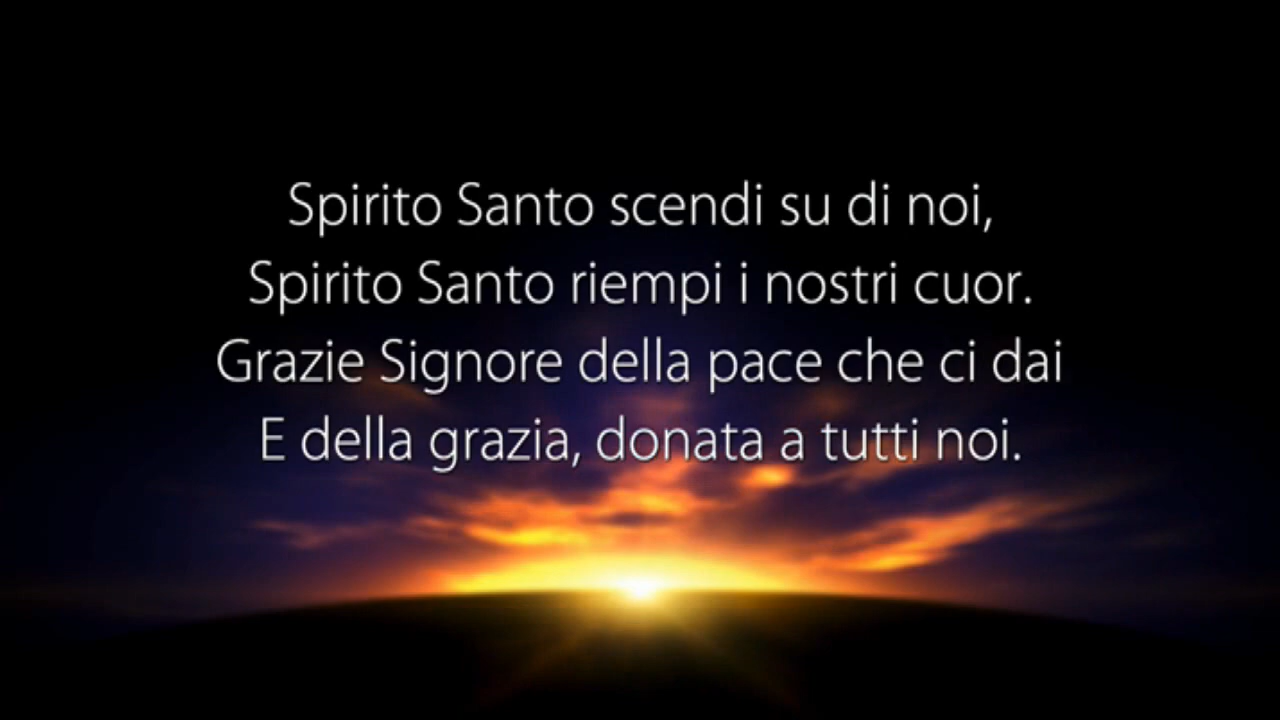 Spirito Santo scendi su di noi,
Spirito Santo riempi i nostri cuor.
Grazie Signore della pace che ci dai
E della grazia, donata a tutti noi.